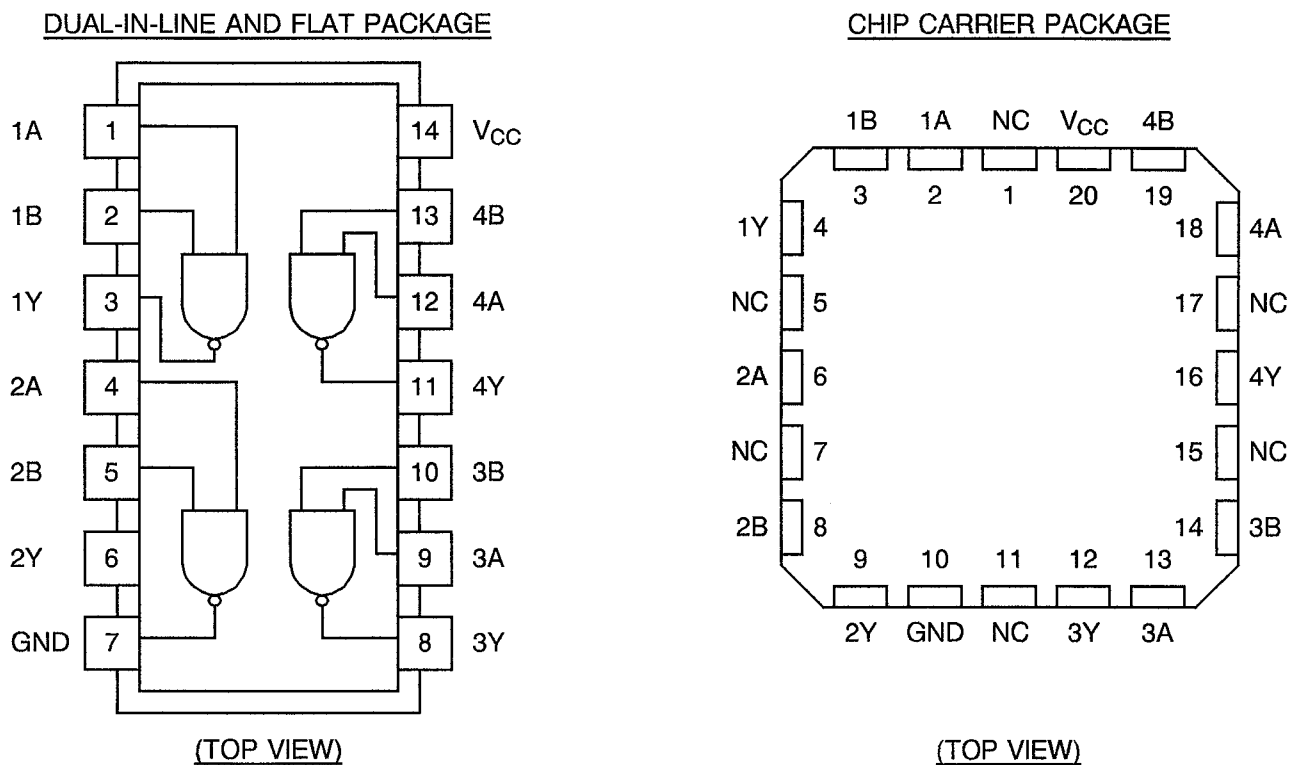 DUAL-IN-LINE AND FLAT PACKAGE
1A 1 14 VCC
1B 2 13 4B
1Y 3 12 4A
2A 4 11 4Y
2B 5 10 3B
2Y 6 9 3A
GND 7 8 3Y
(TOP VIEW)
CHIP CARRIER PACKAGE
1B 1A NC VCC 4B
3 2 1 20 19
1Y 4 18 4A
NC 5 17 NC
2A 6 16 4Y
NC 7 15 NC
2B 8 14 3B
9 10 11 12 13
2Y GND NC 3Y 3A
(TOP VIEW)